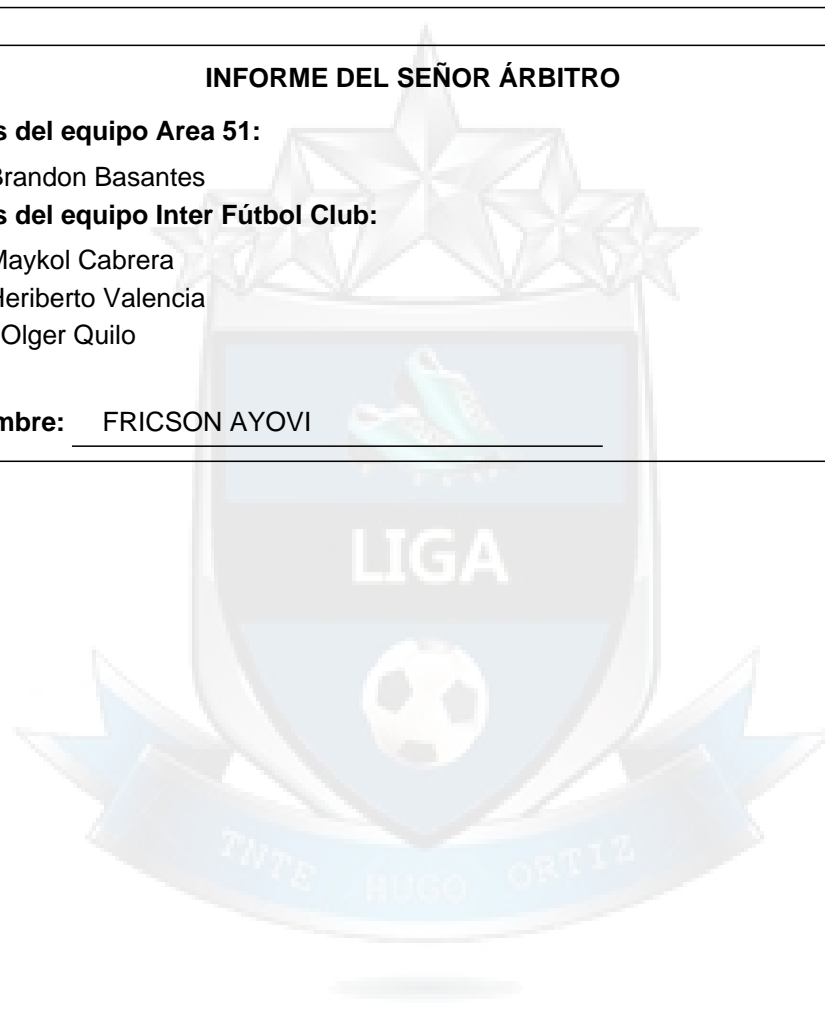 INFORME DEL SEÑOR ÁRBITRO
s del equipo Area 51:
Brandon Basantes
s del equipo Inter Fútbol Club:
Maykol Cabrera
Heriberto Valencia
Olger Quilo
mbre: FRICSON AYOVI
LIGA
TNTE HUGO ORTIZ